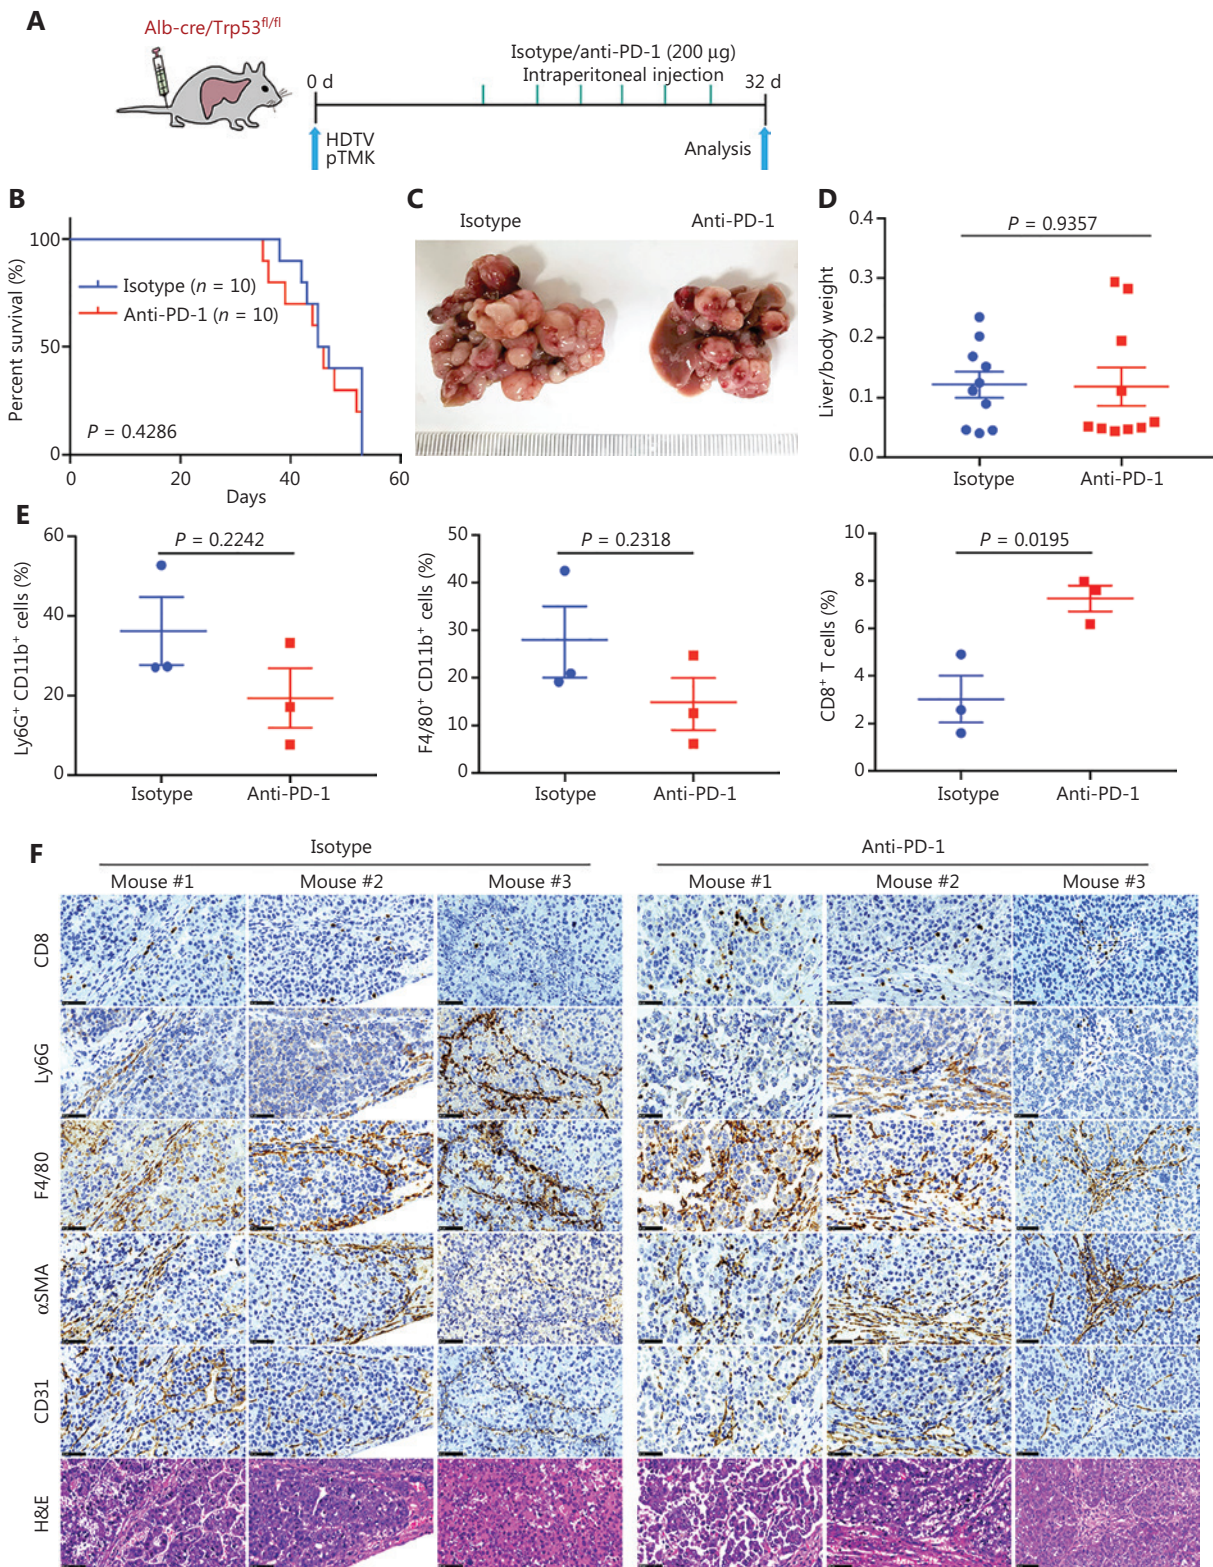 A
Alb-cre/Trp53fl/fl
Isotype/anti-PD-1 (200 μg)
Intraperitoneal injection
0 d
32 d
HDTV
pTMK
Analysis
B
Percent survival (%)
100
50
0
Isotype (n = 10)
Anti-PD-1 (n = 10)
P = 0.4286
0 20 40 60
Days
C
Isotype Anti-PD-1
D
Liver/body weight
0.4
0.3
0.2
0.1
0.0
P = 0.9357
Isotype Anti-PD-1
E
Ly6G+ CD11b+ cells (%)
60
40
20
0
P = 0.2242
Isotype Anti-PD-1
F4/80+ CD11b+ cells (%)
50
40
30
20
10
0
P = 0.2318
Isotype Anti-PD-1
CD8+ T cells (%)
10
8
6
4
2
0
P = 0.0195
Isotype Anti-PD-1
F
Isotype Anti-PD-1
Mouse #1 Mouse #2 Mouse #3 Mouse #1 Mouse #2 Mouse #3
CD8
Ly6G
F4/80
αSMA
CD31
H&E